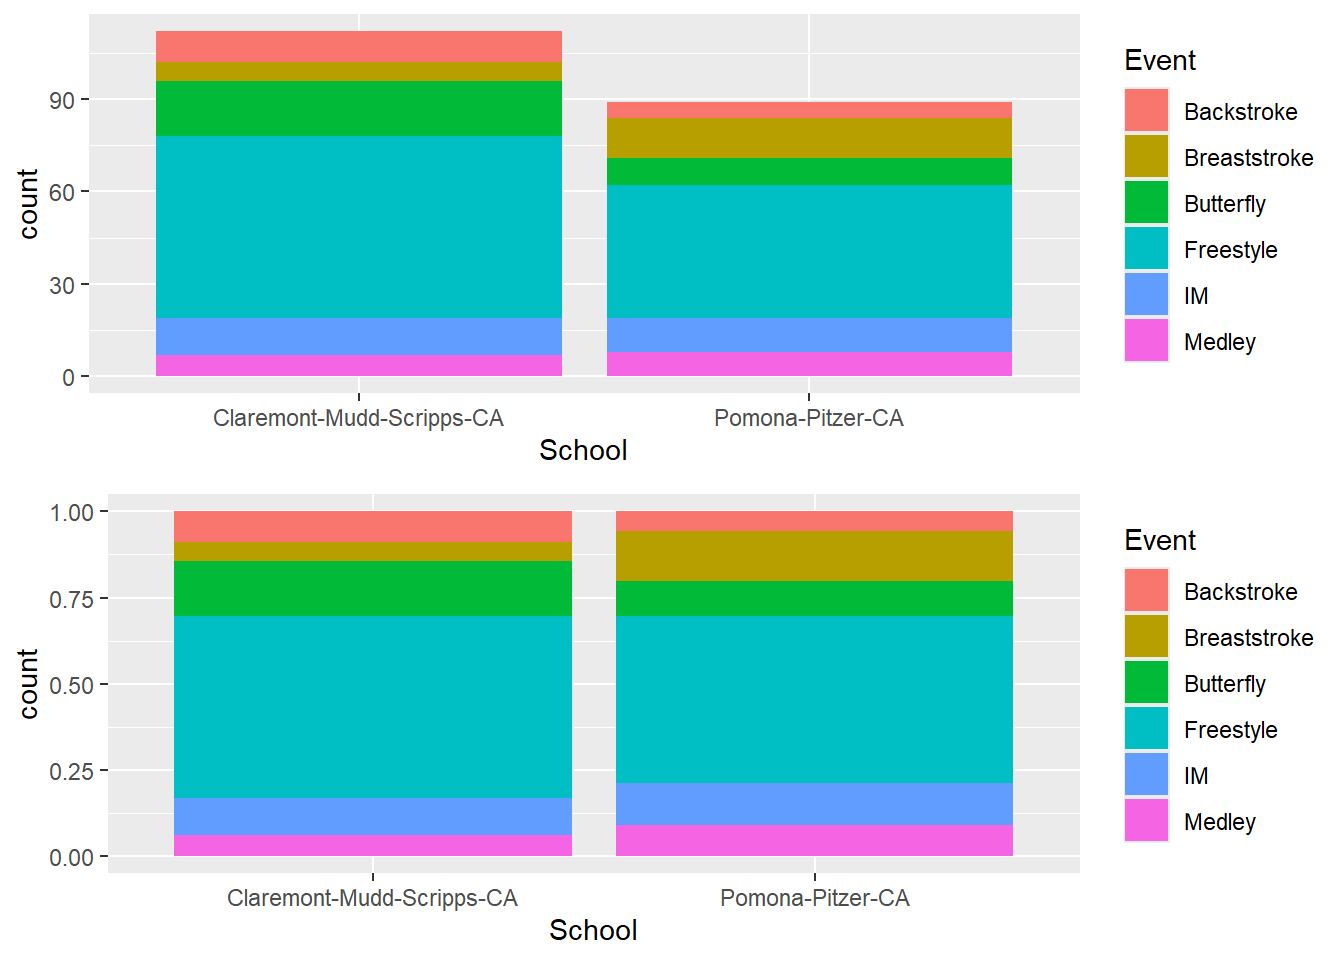 90
60
30
0
count
Claremont-Mudd-Scripps-CA
Pomona-Pitzer-CA
School
Event
Backstroke
Breaststroke
Butterfly
Freestyle
IM
Medley
1.00
0.75
0.50
0.25
0.00
count
Claremont-Mudd-Scripps-CA
Pomona-Pitzer-CA
School
Event
Backstroke
Breaststroke
Butterfly
Freestyle
IM
Medley